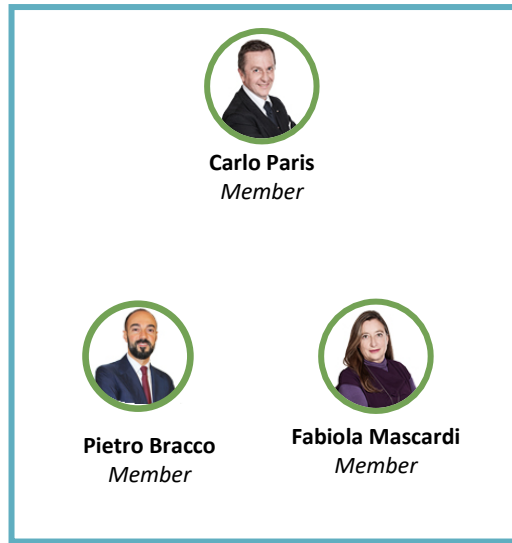 Carlo Paris
Member
Pietro Bracco
Member
Fabiola Mascardi
Member